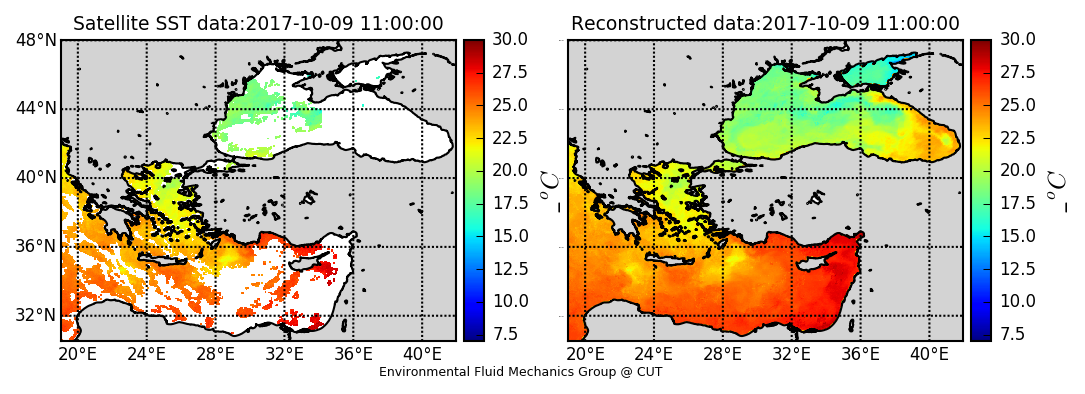 Satellite SST data:2017-10-09 11:00:00
48°N
44°N
40°N
36°N
32°N
20°E 24°E 28°E 32°E 36°E 40°E
30.0
27.5
25.0
22.5
20.0
17.5
15.0
12.5
10.0
7.5
_°C
Reconstructed data:2017-10-09 11:00:00
20°E 24°E 28°E 32°E 36°E 40°E
30.0
27.5
25.0
22.5
20.0
17.5
15.0
12.5
10.0
7.5
_°C
Environmental Fluid Mechanics Group @ CUT